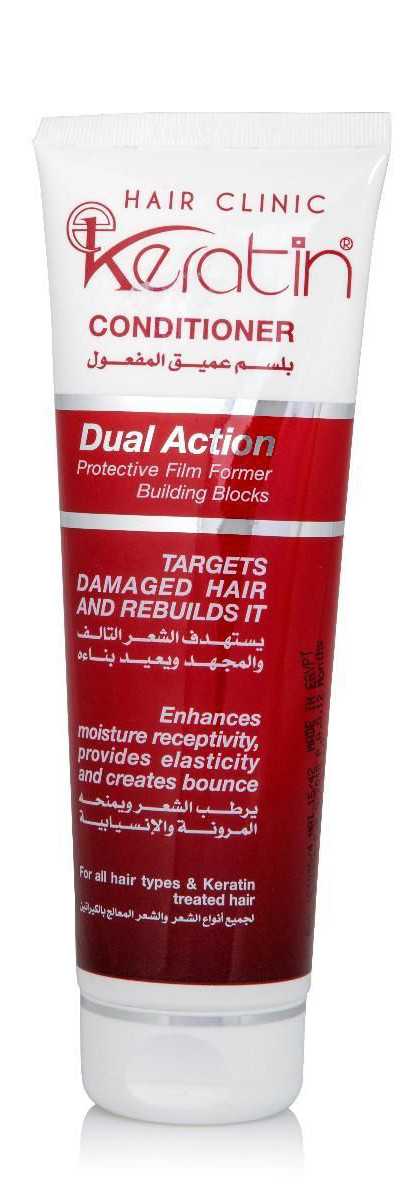 HAIR CLINIC
e Keratin®
CONDITIONER
بلسم عميق المفعول
Dual Action
Protective Film Former
Building Blocks
TARGETS
DAMAGED HAIR
AND REBUILDS IT
يستهدف الشعر التالف
والمجهد ويعيد بناءه
Enhances
moisture receptivity,
provides elasticity
and creates bounce
يرطب الشعر ويمنحه
المرونة والإنسيابية
For all hair types & Keratin
treated hair
لجميع أنواع الشعر والشعر المعالج بالكيراتين
MADE IN EGYPT
12 Months